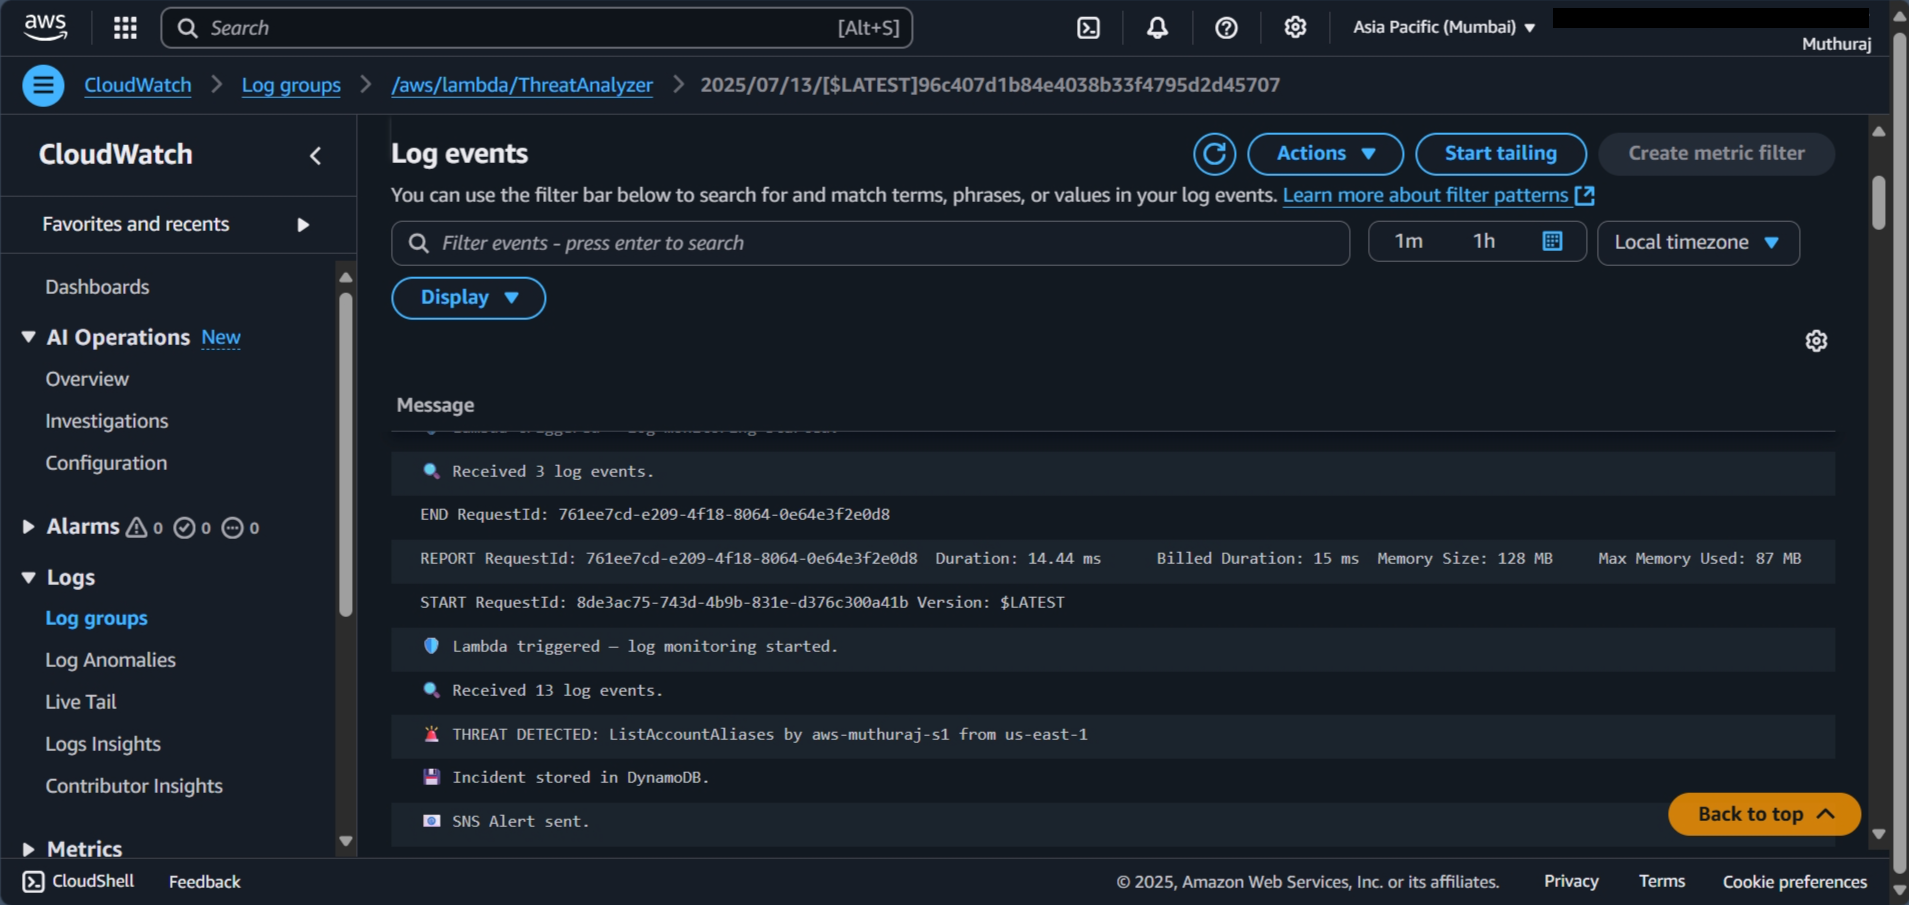 aws
Search [Alt+S]
Asia Pacific (Mumbai)
Muthuraj
CloudWatch > Log groups > /aws/lambda/ThreatAnalyzer > 2025/07/13/[$LATEST]96c407d1b84e4038b33f4795d2d45707
CloudWatch
Favorites and recents
Dashboards
AI Operations New
Overview
Investigations
Configuration
Alarms 0 0 0
Logs
Log groups
Log Anomalies
Live Tail
Logs Insights
Contributor Insights
Metrics
Log events
Actions
Start tailing
Create metric filter
You can use the filter bar below to search for and match terms, phrases, or values in your log events. Learn more about filter patterns
Filter events - press enter to search
1m 1h
Local timezone
Display
Message
Lambda triggered — log monitoring started.
Received 3 log events.
END RequestId: 761ee7cd-e209-4f18-8064-0e64e3f2e0d8
REPORT RequestId: 761ee7cd-e209-4f18-8064-0e64e3f2e0d8 Duration: 14.44 ms Billed Duration: 15 ms Memory Size: 128 MB Max Memory Used: 87 MB
START RequestId: 8de3ac75-743d-4b9b-831e-d376c300a41b Version: $LATEST
Lambda triggered — log monitoring started.
Received 13 log events.
THREAT DETECTED: ListAccountAliases by aws-muthuraj-s1 from us-east-1
Incident stored in DynamoDB.
SNS Alert sent.
Back to top
CloudShell Feedback
© 2025, Amazon Web Services, Inc. or its affiliates. Privacy Terms Cookie preferences